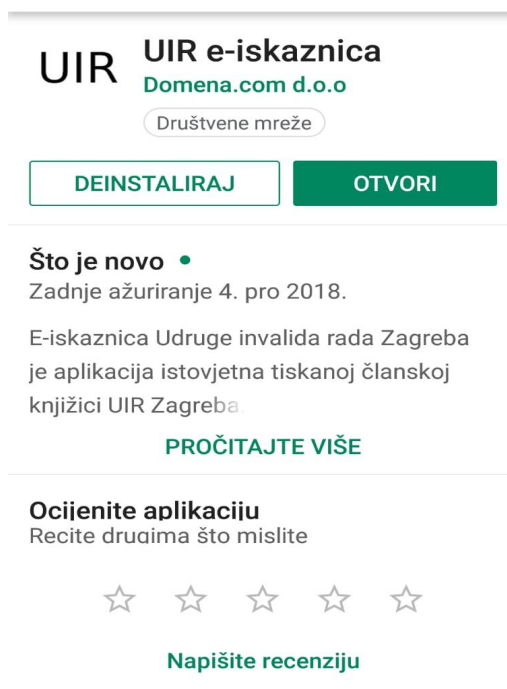 UIR
UIR e-iskaznica
Domena.com d.o.o
Društvene mreže
DEINSTALIRAJ
OTVORI
Što je novo
Zadnje ažuriranje 4. pro 2018.
E-iskaznica Udruge invalida rada Zagreba
je aplikacija istovjetna tiskanoj članskoj
knjižici UIR Zagreba.
PROČITAJTE VIŠE
Ocijenite aplikaciju
Recite drugima što mislite
Napišite recenziju